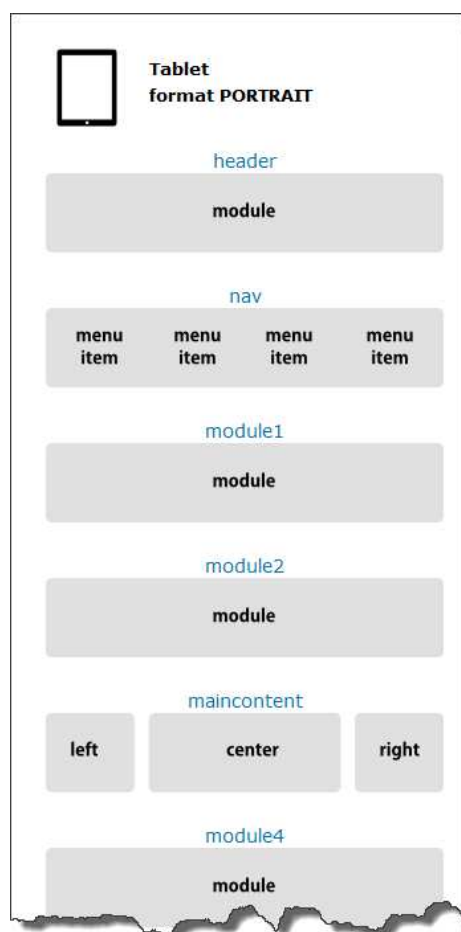 Tablet
format PORTRAIT
header
module
nav
menu menu menu menu
item item item item
module1
module
module2
module
maincontent
left center right
module4
module